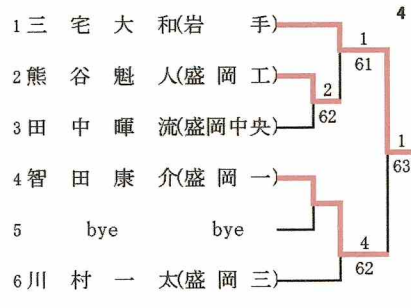 4
1 三 宅 大 和(岩 手)
1
61
2 熊 谷 魁 人(盛 岡 工)
2
62
3 田 中 暉 流(盛岡中央)
1
63
4 智 田 康 介(盛 岡 一)
5 bye bye
4
62
6 川 村 一 太(盛 岡 三)